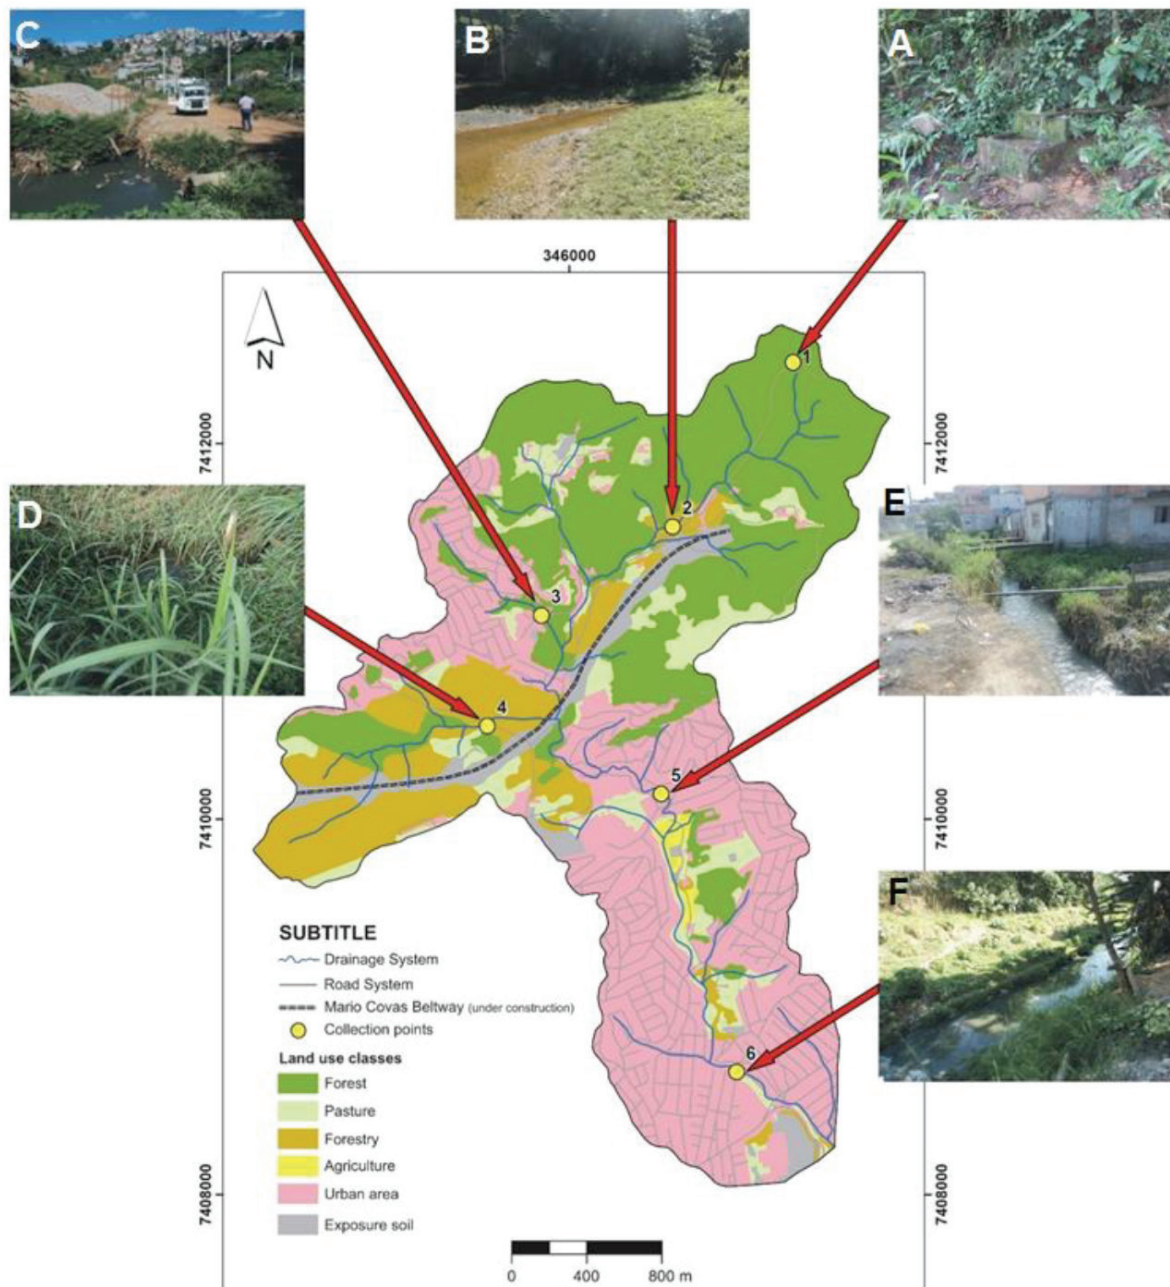 C
B
A
346000
N
1
7412000
7412000
2
D
E
3
4
5
7410000
7410000
F
SUBTITLE
Drainage System
Road System
Mario Covas Beltway (under construction)
Collection points
6
Land use classes
Forest
Pasture
Forestry
Agriculture
Urban area
Exposure soil
7408000
7408000
0 400 800 m